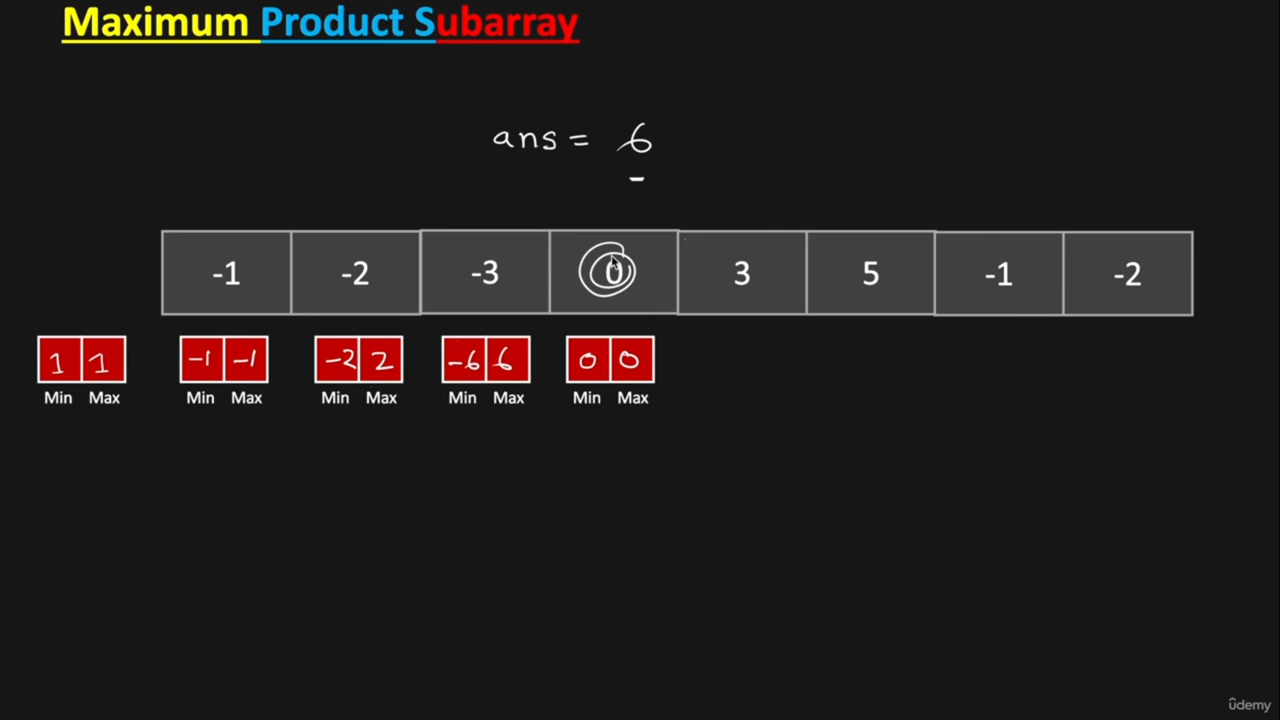 Maximum Product Subarray
ans = 6
-1 -2 -3 0 3 5 -1 -2
1 1 -1 -1 -2 2 -6 6 0 0
Min Max Min Max Min Max Min Max Min Max
ûdemy